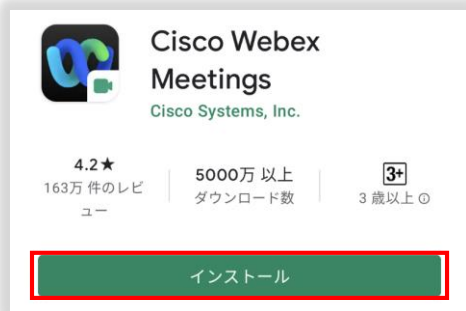 Cisco Webex
Meetings
Cisco Systems, Inc.
4.2★
163万 件のレビ
ュー
5000万 以上
ダウンロード数
3+
3 歳以上
インストール